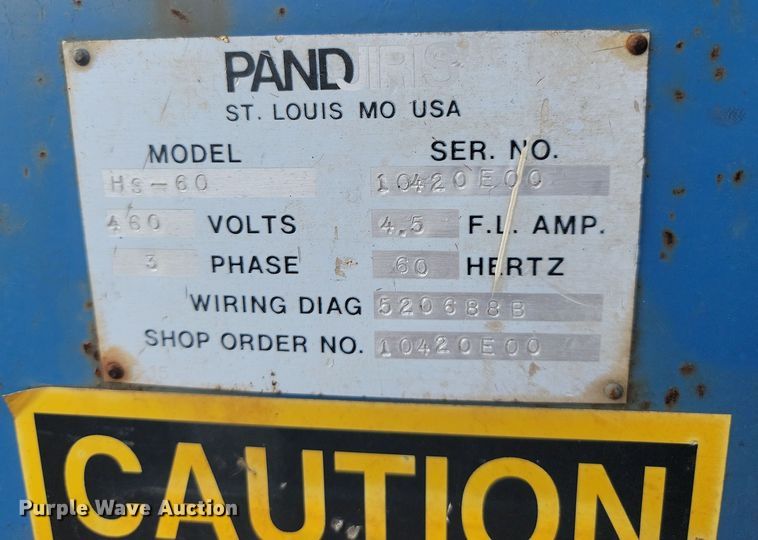 PANDJIRIS
ST. LOUIS MO USA
MODEL SER. NO.
HS-60 10420E00
460 VOLTS 4.5 F.L. AMP.
3 PHASE 60 HERTZ
WIRING DIAG 520688B
SHOP ORDER NO. 10420E00
CAUTION
Purple Wave Auction